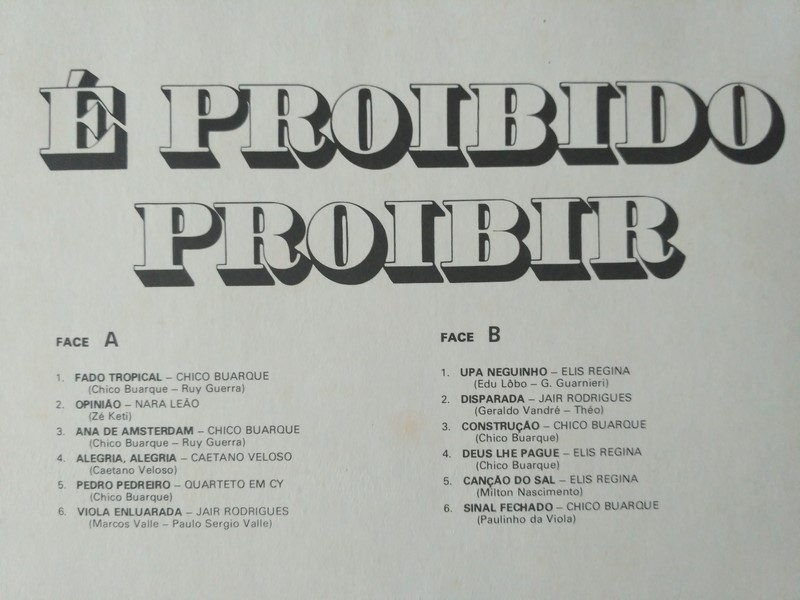 É PROIBIDO
PROIBIR
FACE A
1. FADO TROPICAL – CHICO BUARQUE
(Chico Buarque – Ruy Guerra)
2. OPINIÃO – NARA LEÃO
(Zé Keti)
3. ANA DE AMSTERDAM – CHICO BUARQUE
(Chico Buarque – Ruy Guerra)
4. ALEGRIA, ALEGRIA – CAETANO VELOSO
(Caetano Veloso)
5. PEDRO PEDREIRO – QUARTETO EM CY
(Chico Buarque)
6. VIOLA ENLUARADA – JAIR RODRIGUES
(Marcos Valle – Paulo Sergio Valle)
FACE B
1. UPA NEGUINHO – ELIS REGINA
(Edu Lôbo – G. Guarnieri)
2. DISPARADA – JAIR RODRIGUES
(Geraldo Vandré – Théo)
3. CONSTRUÇÃO – CHICO BUARQUE
(Chico Buarque)
4. DEUS LHE PAGUE – ELIS REGINA
(Chico Buarque)
5. CANÇÃO DO SAL – ELIS REGINA
(Milton Nascimento)
6. SINAL FECHADO – CHICO BUARQUE
(Paulinho da Viola)